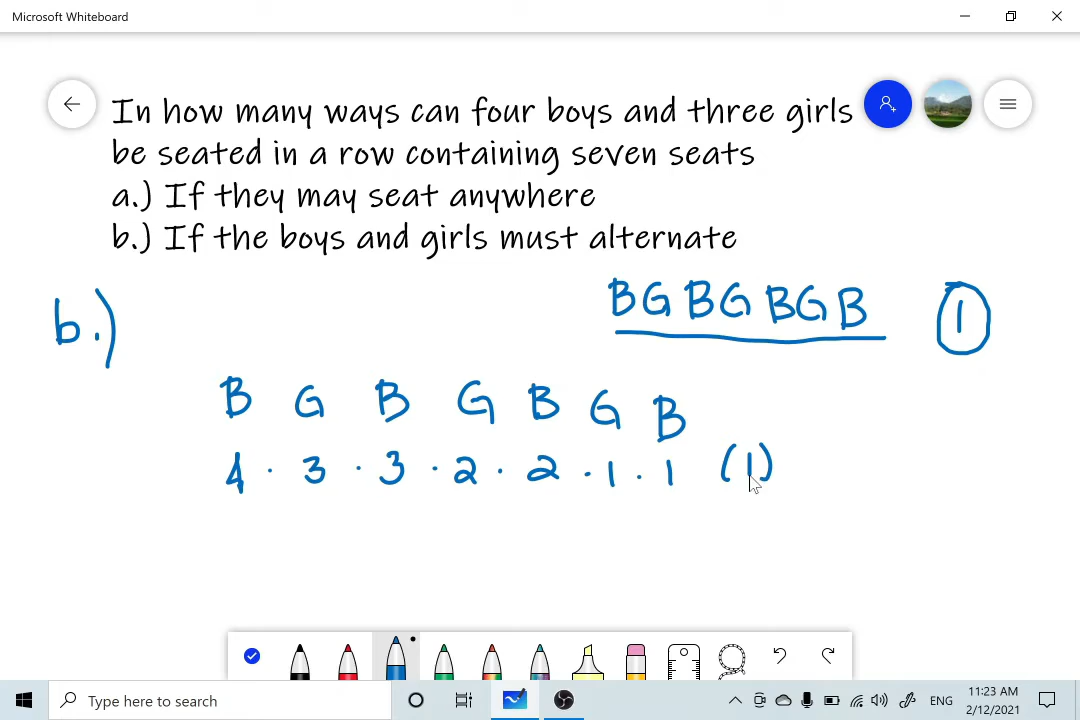 Microsoft Whiteboard
In how many ways can four boys and three girls
be seated in a row containing seven seats
a.) If they may seat anywhere
b.) If the boys and girls must alternate
B G B G B G B 1
b.)
B G B G B G B
4 · 3 · 3 · 2 · 2 · 1 · 1 (1)
Type here to search
ENG
11:23 AM
2/12/2021